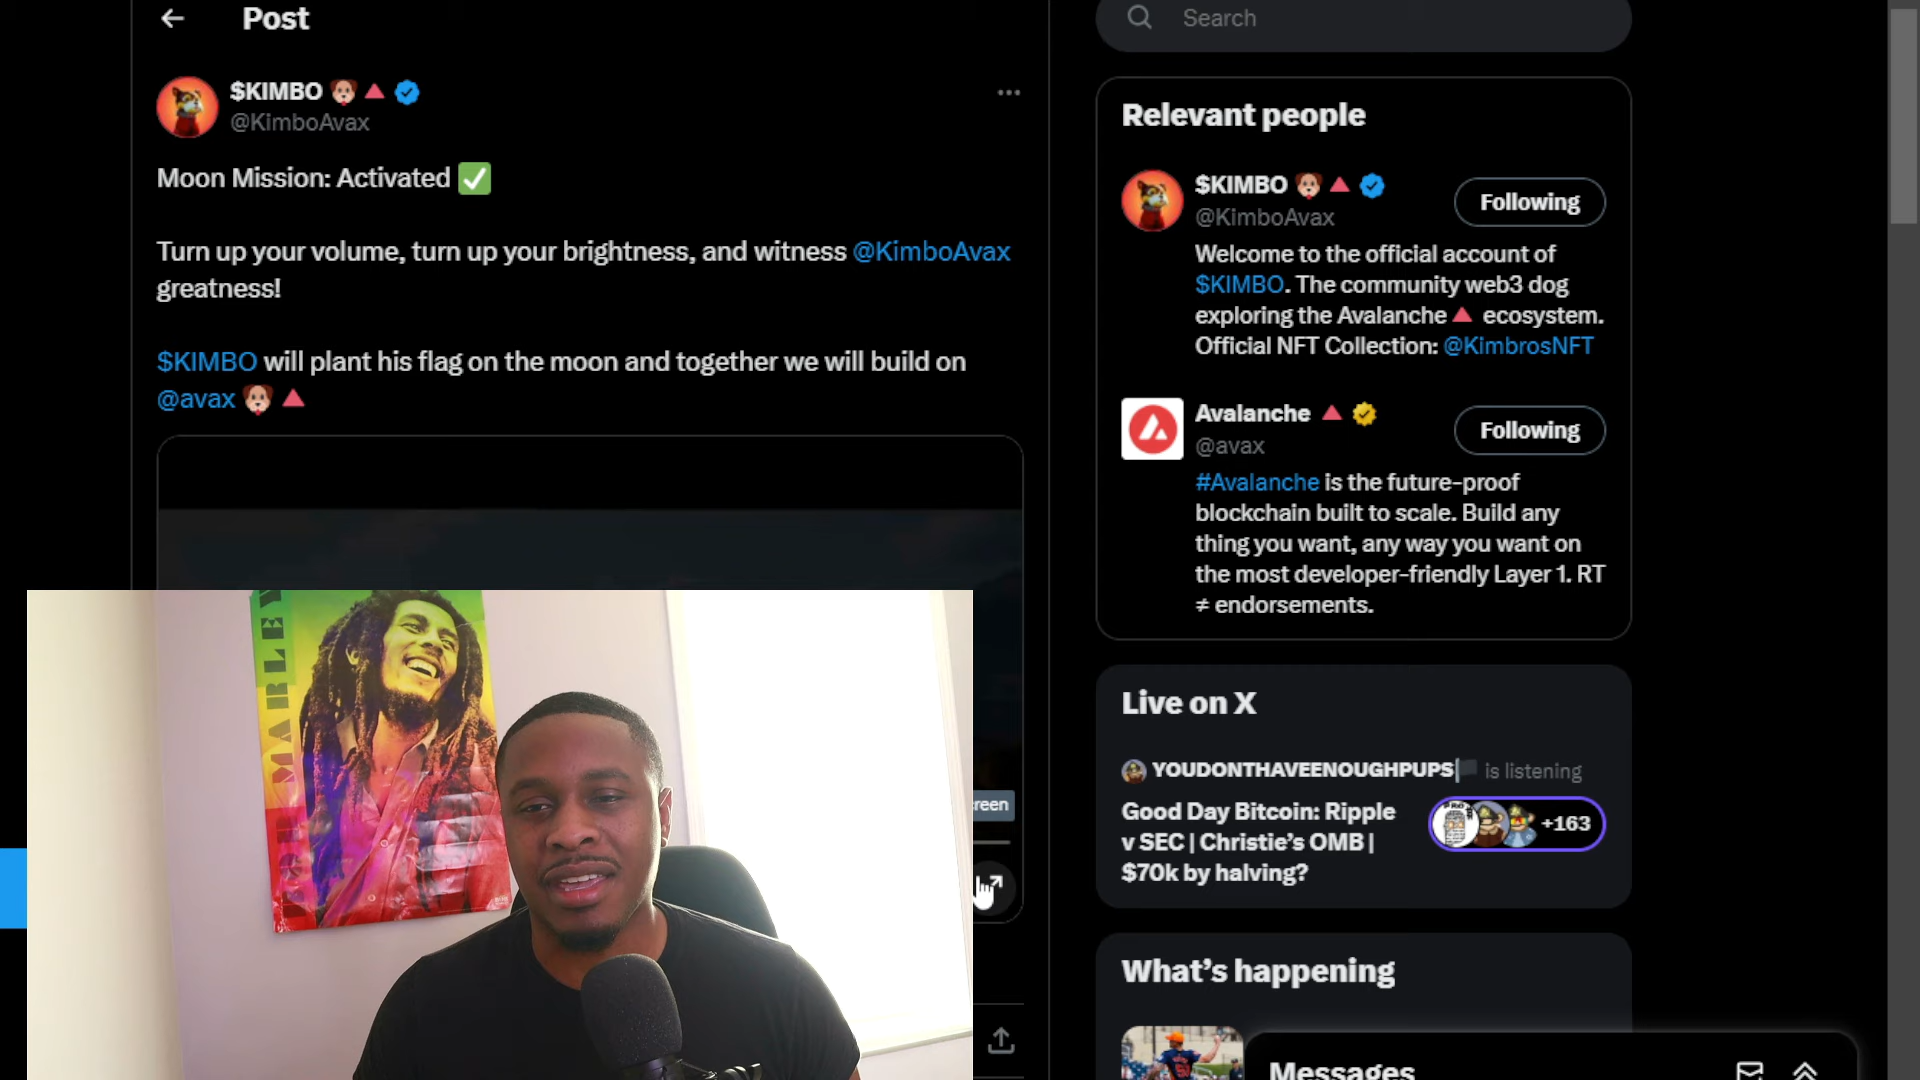 Post
$KIMBO
@KimboAvax
Moon Mission: Activated
Turn up your volume, turn up your brightness, and witness @KimboAvax
greatness!
$KIMBO will plant his flag on the moon and together we will build on
@avax
reen
BOB MARLEY
Search
Relevant people
$KIMBO
@KimboAvax
Following
Welcome to the official account of
$KIMBO. The community web3 dog
exploring the Avalanche ecosystem.
Official NFT Collection: @KimbrosNFT
Avalanche
@avax
Following
#Avalanche is the future-proof
blockchain built to scale. Build any
thing you want, any way you want on
the most developer-friendly Layer 1. RT
≠ endorsements.
Live on X
YOUDONTHAVEENOUGHPUPS is listening
Good Day Bitcoin: Ripple
v SEC | Christie's OMB |
$70k by halving?
+163
What's happening
Messages